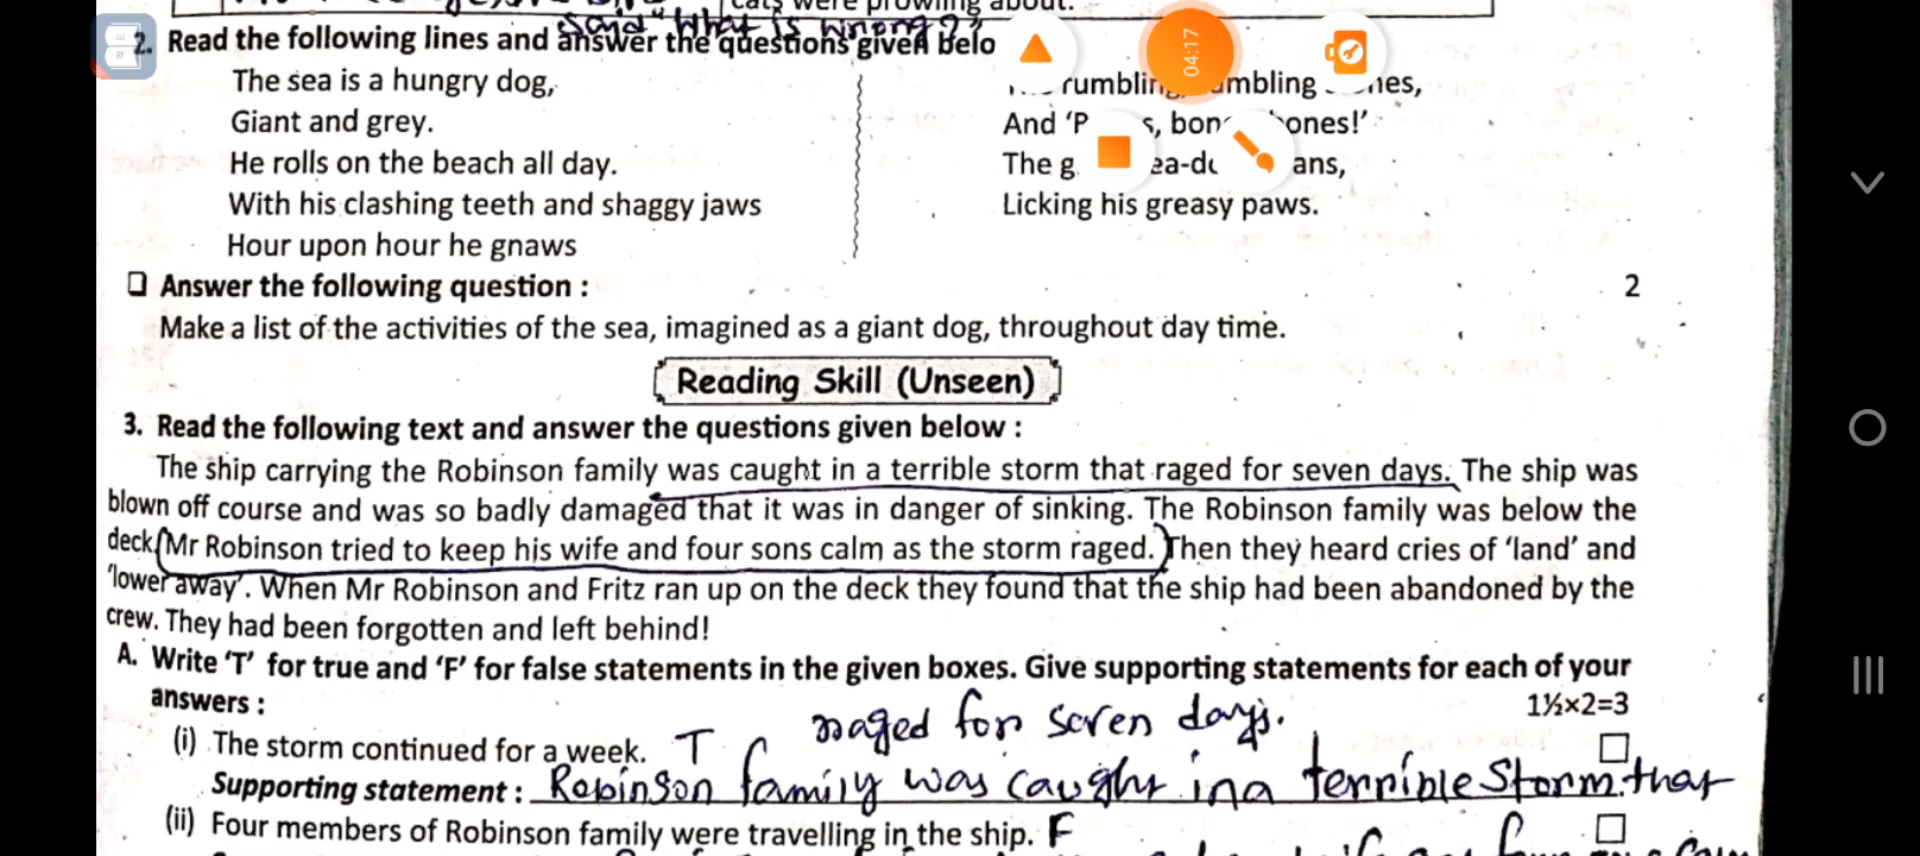 cats were prowling about.
said "What is wrong?"
2. Read the following lines and answer the questions given belo
The sea is a hungry dog,
Giant and grey.
He rolls on the beach all day.
With his clashing teeth and shaggy jaws
Hour upon hour he gnaws
And
Licking his greasy paws.
04:17
❑ Answer the following question : 2
Make a list of the activities of the sea, imagined as a giant dog, throughout day time.
Reading Skill (Unseen)
3. Read the following text and answer the questions given below :
The ship carrying the Robinson family was caught in a terrible storm that raged for seven days. The ship was
blown off course and was so badly damaged that it was in danger of sinking. The Robinson family was below the
deck. Mr Robinson tried to keep his wife and four sons calm as the storm raged. Then they heard cries of 'land' and
'lower away'. When Mr Robinson and Fritz ran up on the deck they found that the ship had been abandoned by the
crew. They had been forgotten and left behind!
A. Write 'T' for true and 'F' for false statements in the given boxes. Give supporting statements for each of your
answers : 1½×2=3
raged for seven days.
(i) The storm continued for a week. T
Supporting statement : Robinson family was caught in a terrible storm that
(ii) Four members of Robinson family were travelling in the ship. F